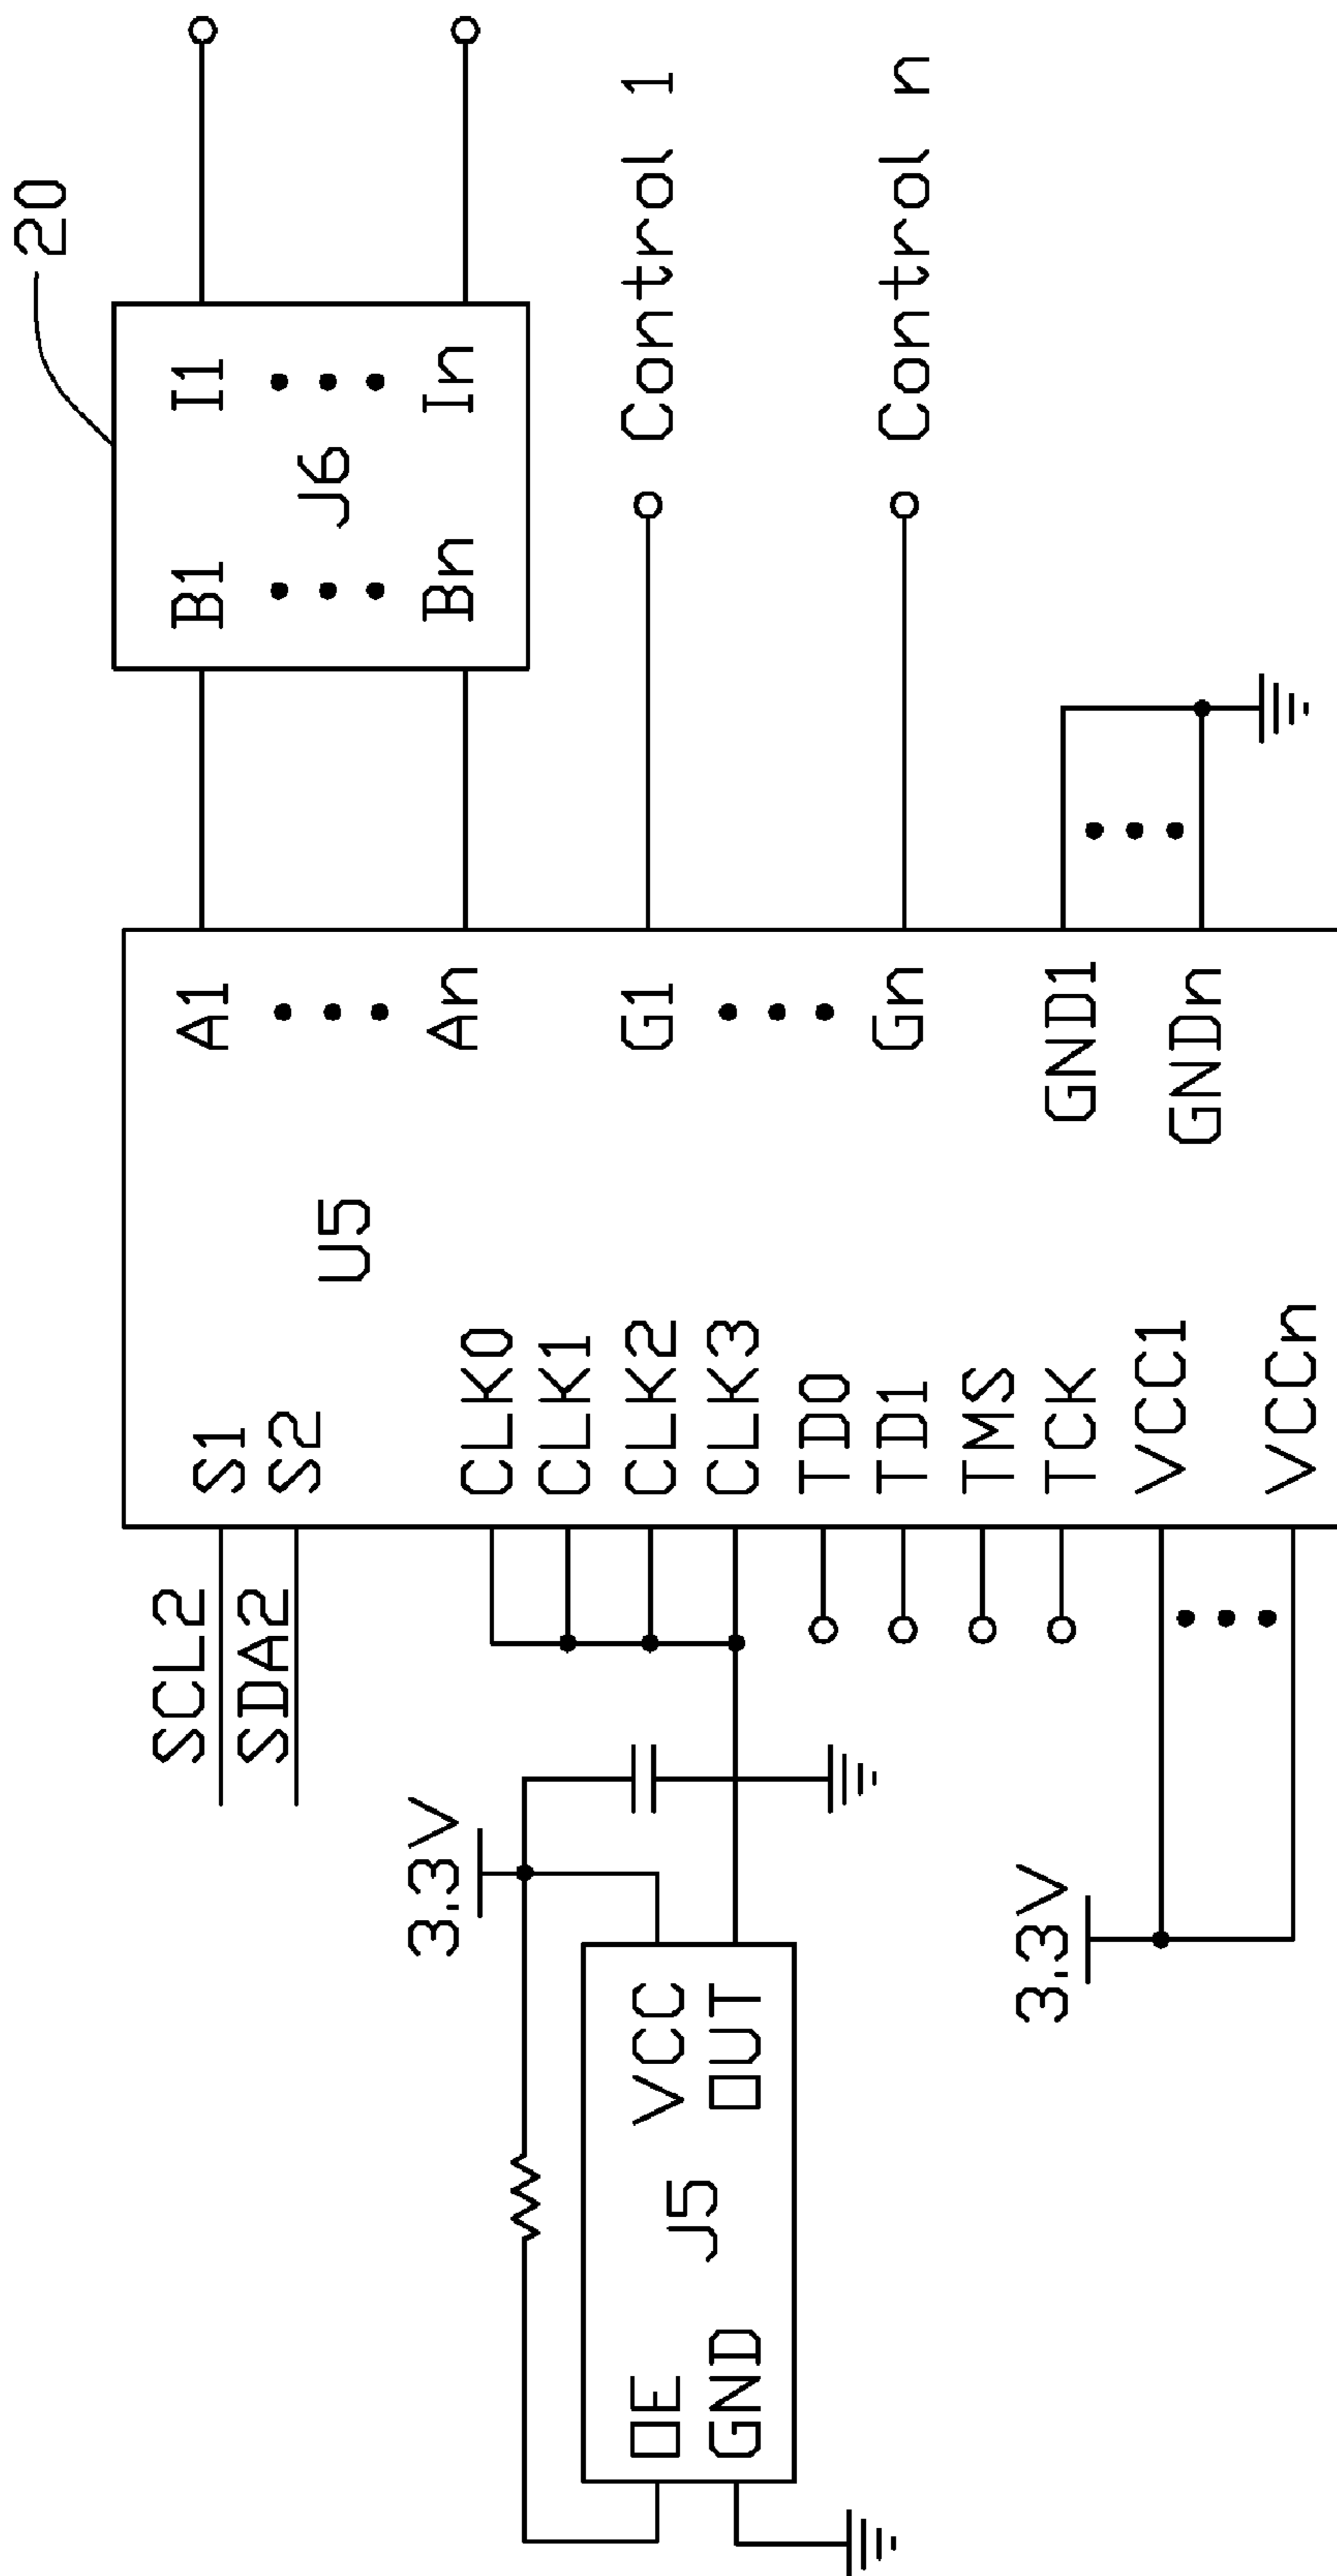 20
B1
I1
J6
Bn
In
Control 1
Control n
SCL2
SDA2
S1
S2
U5
A1
An
G1
Gn
GND1
GNDn
CLK0
CLK1
CLK2
CLK3
TD0
TD1
TMS
TCK
VCC1
VCCn
3.3V
OE
VCC
J5
GND
OUT
3.3V